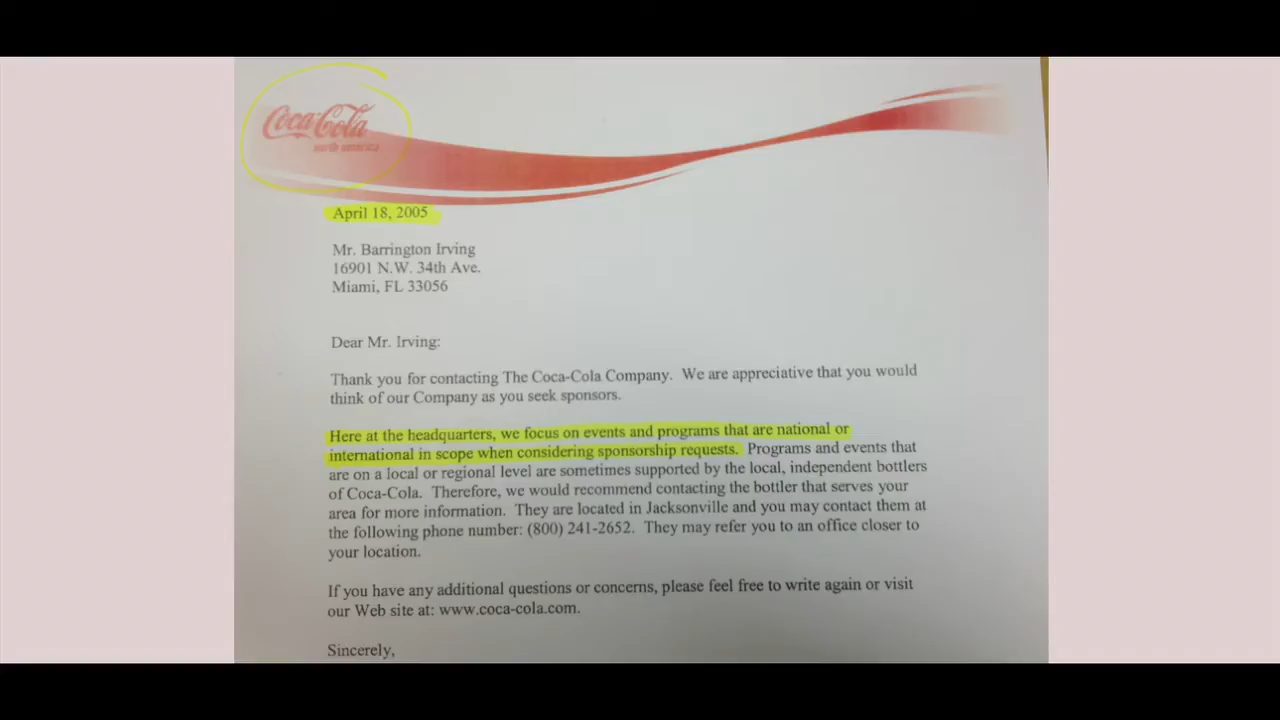 Coca-Cola
north america
April 18, 2005
Mr. Barrington Irving
16901 N.W. 34th Ave.
Miami, FL 33056
Dear Mr. Irving:
Thank you for contacting The Coca-Cola Company.  We are appreciative that you would
think of our Company as you seek sponsors.
Here at the headquarters, we focus on events and programs that are national or
international in scope when considering sponsorship requests.  Programs and events that
are on a local or regional level are sometimes supported by the local, independent bottlers
of Coca-Cola.  Therefore, we would recommend contacting the bottler that serves your
area for more information.  They are located in Jacksonville and you may contact them at
the following phone number: (800) 241-2652.  They may refer you to an office closer to
your location.
If you have any additional questions or concerns, please feel free to write again or visit
our Web site at: www.coca-cola.com.
Sincerely,